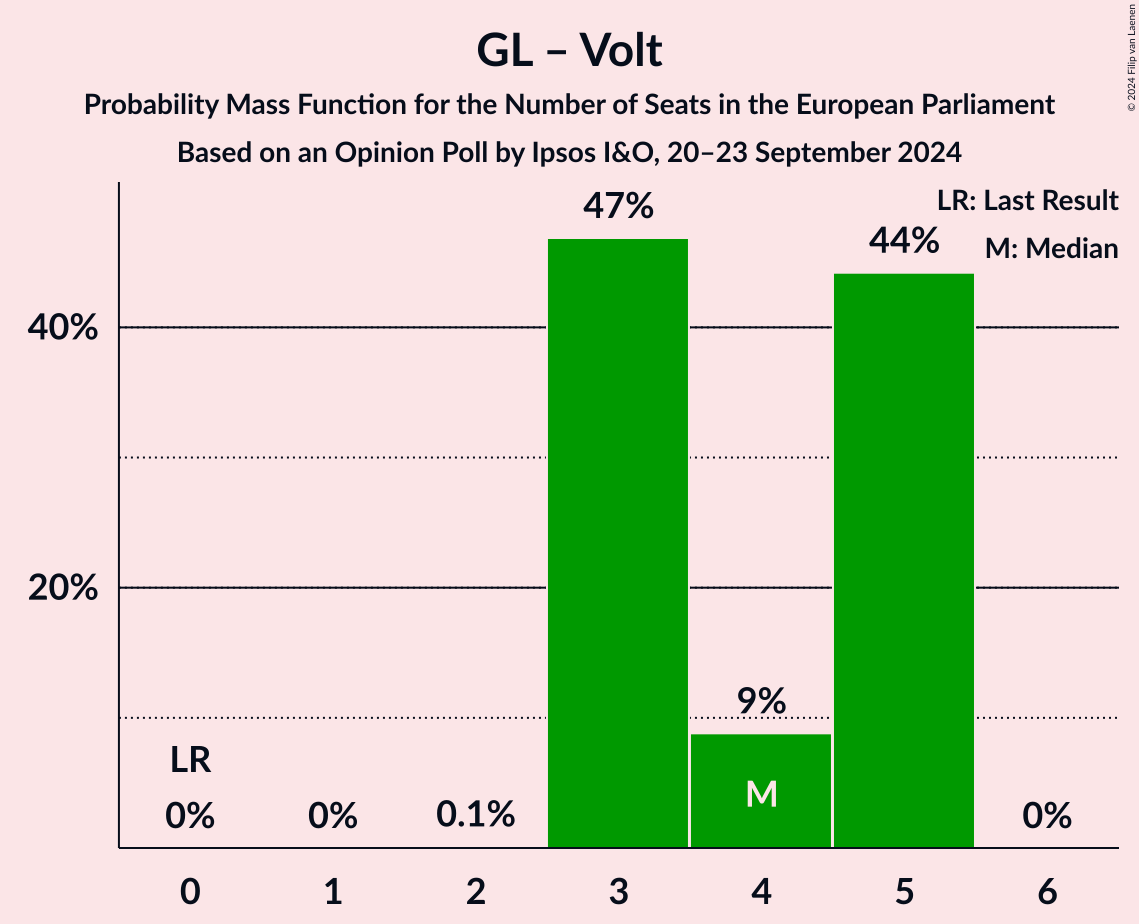 GL – Volt
Probability Mass Function for the Number of Seats in the European Parliament
Based on an Opinion Poll by Ipsos I&O, 20–23 September 2024
© 2024 Filip van Laenen
LR: Last Result
M: Median
47%
44%
40%
20%
9%
LR
M
0% 0% 0.1% 0%
0 1 2 3 4 5 6